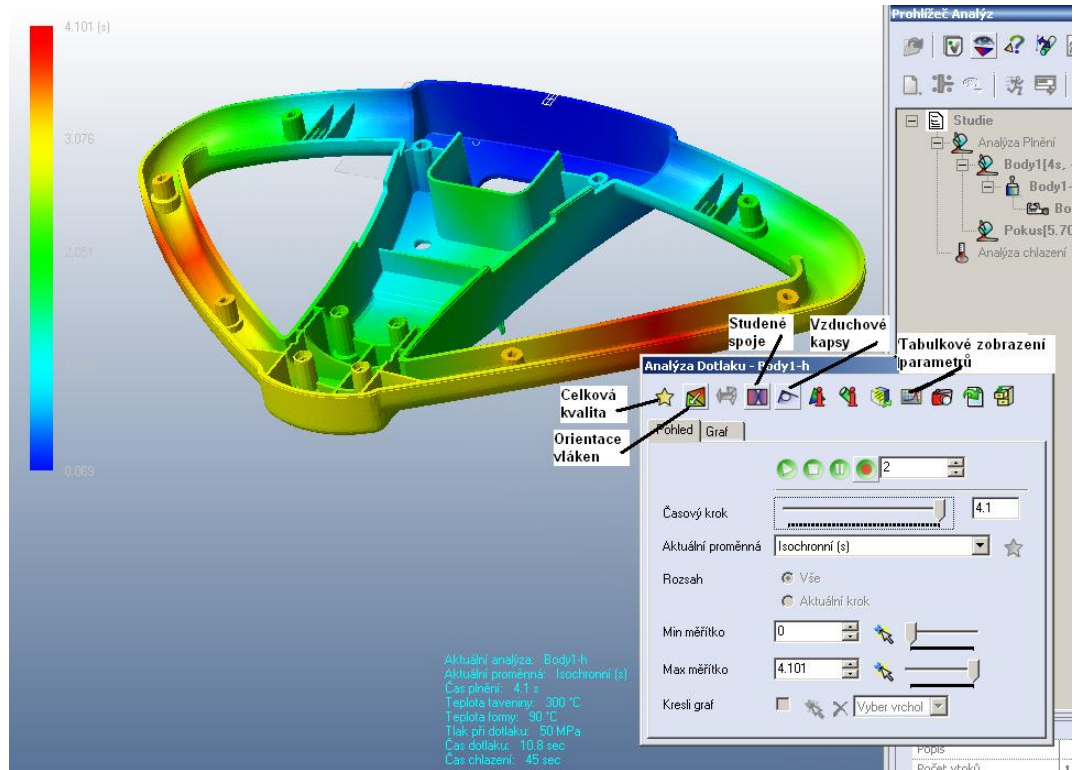 4.101 (s)
3.076
2.051
0.069
Prohlížeč Analýz
Studie
Analýza Plnění
Body1[4s,
Body1-
Bo
Pokus[5.70
Analýza chlazení
Studené
spoje
Vzduchové
kapsy
Tabulkové zobrazení
parametrů
Celková
kvalita
Orientace
vláken
Analýza Dotlaku - Body1-h
Pohled
Graf
2
Časový krok
4.1
Aktuální proměnná
Isochronní (s)
Rozsah
Vše
Aktuální krok
Min měřítko
0
Max měřítko
4.101
Kresli graf
Vyber vrchol
Aktuální analýza: Body1-h
Aktuální proměnná: Isochronní (s)
Čas plnění: 4.1 s
Teplota taveniny: 300 °C
Teplota formy: 90 °C
Tlak při dotlaku: 50 MPa
Čas dotlaku: 10.8 sec
Čas chlazení: 45 sec
Popis
Počet vtoků
1